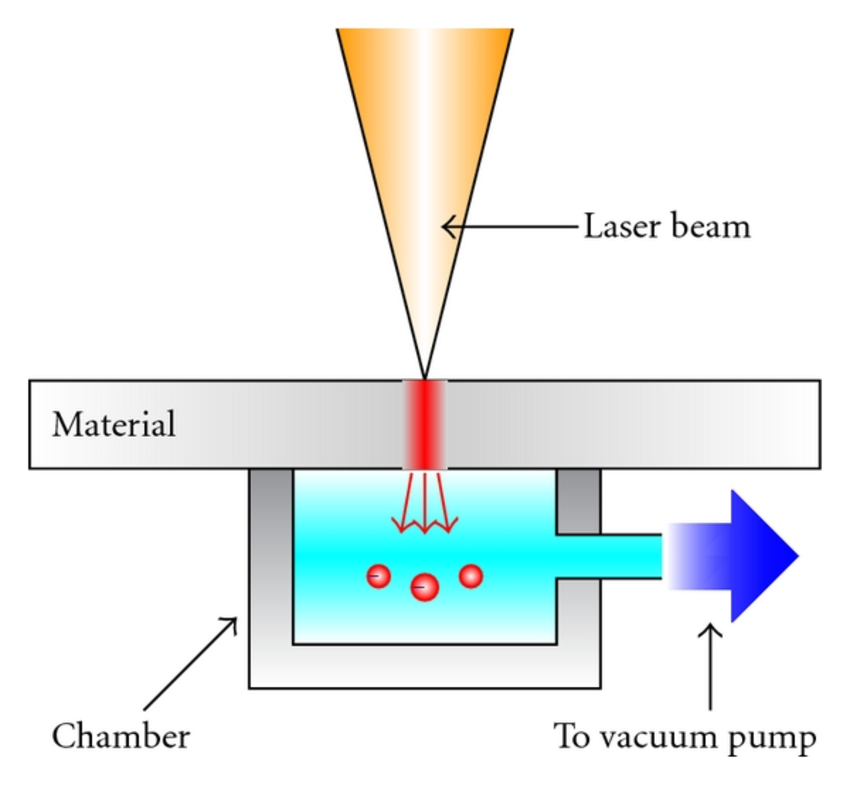 Laser beam
Material
Chamber
To vacuum pump